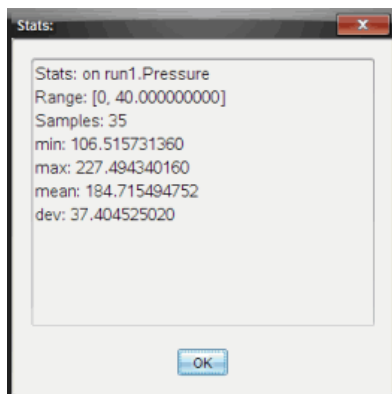 Stats:
Stats: on run1.Pressure
Range: [0, 40.000000000]
Samples: 35
min: 106.515731360
max: 227.494340160
mean: 184.715494752
dev: 37.404525020
OK